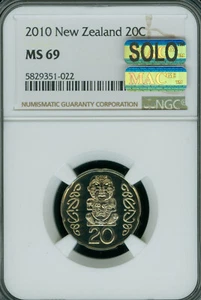 2010 New Zealand 20C
MS 69
5829351-022
SOLO
MAC
NUMISMATIC GUARANTY CORPORATION
NGC
20